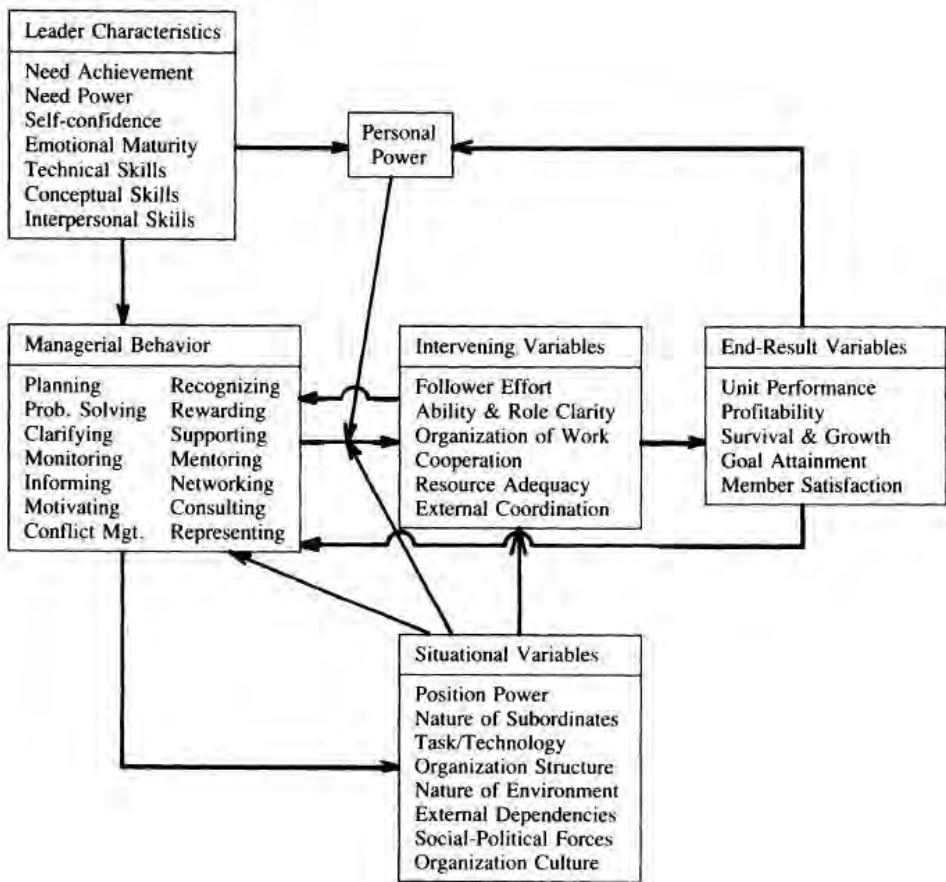 Leader Characteristics
Need Achievement
Need Power
Self-confidence
Emotional Maturity
Technical Skills
Conceptual Skills
Interpersonal Skills
Personal
Power
Managerial Behavior
Planning
Prob. Solving
Clarifying
Monitoring
Informing
Motivating
Conflict Mgt.
Recognizing
Rewarding
Supporting
Mentoring
Networking
Consulting
Representing
Intervening Variables
Follower Effort
Ability & Role Clarity
Organization of Work
Cooperation
Resource Adequacy
External Coordination
End-Result Variables
Unit Performance
Profitability
Survival & Growth
Goal Attainment
Member Satisfaction
Situational Variables
Position Power
Nature of Subordinates
Task/Technology
Organization Structure
Nature of Environment
External Dependencies
Social-Political Forces
Organization Culture